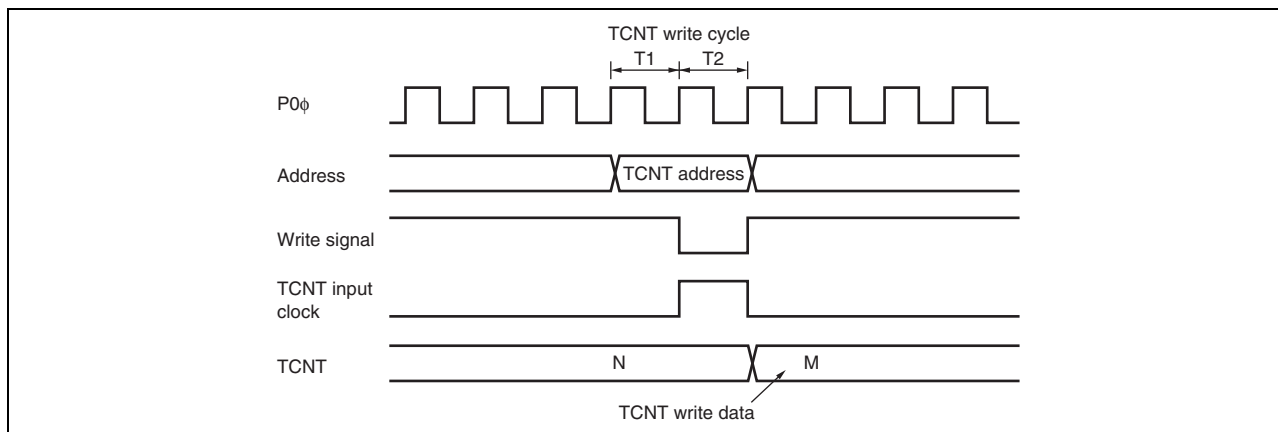 TCNT write cycle
T1 T2
P0ϕ
Address
TCNT address
Write signal
TCNT input
clock
TCNT
N
M
TCNT write data